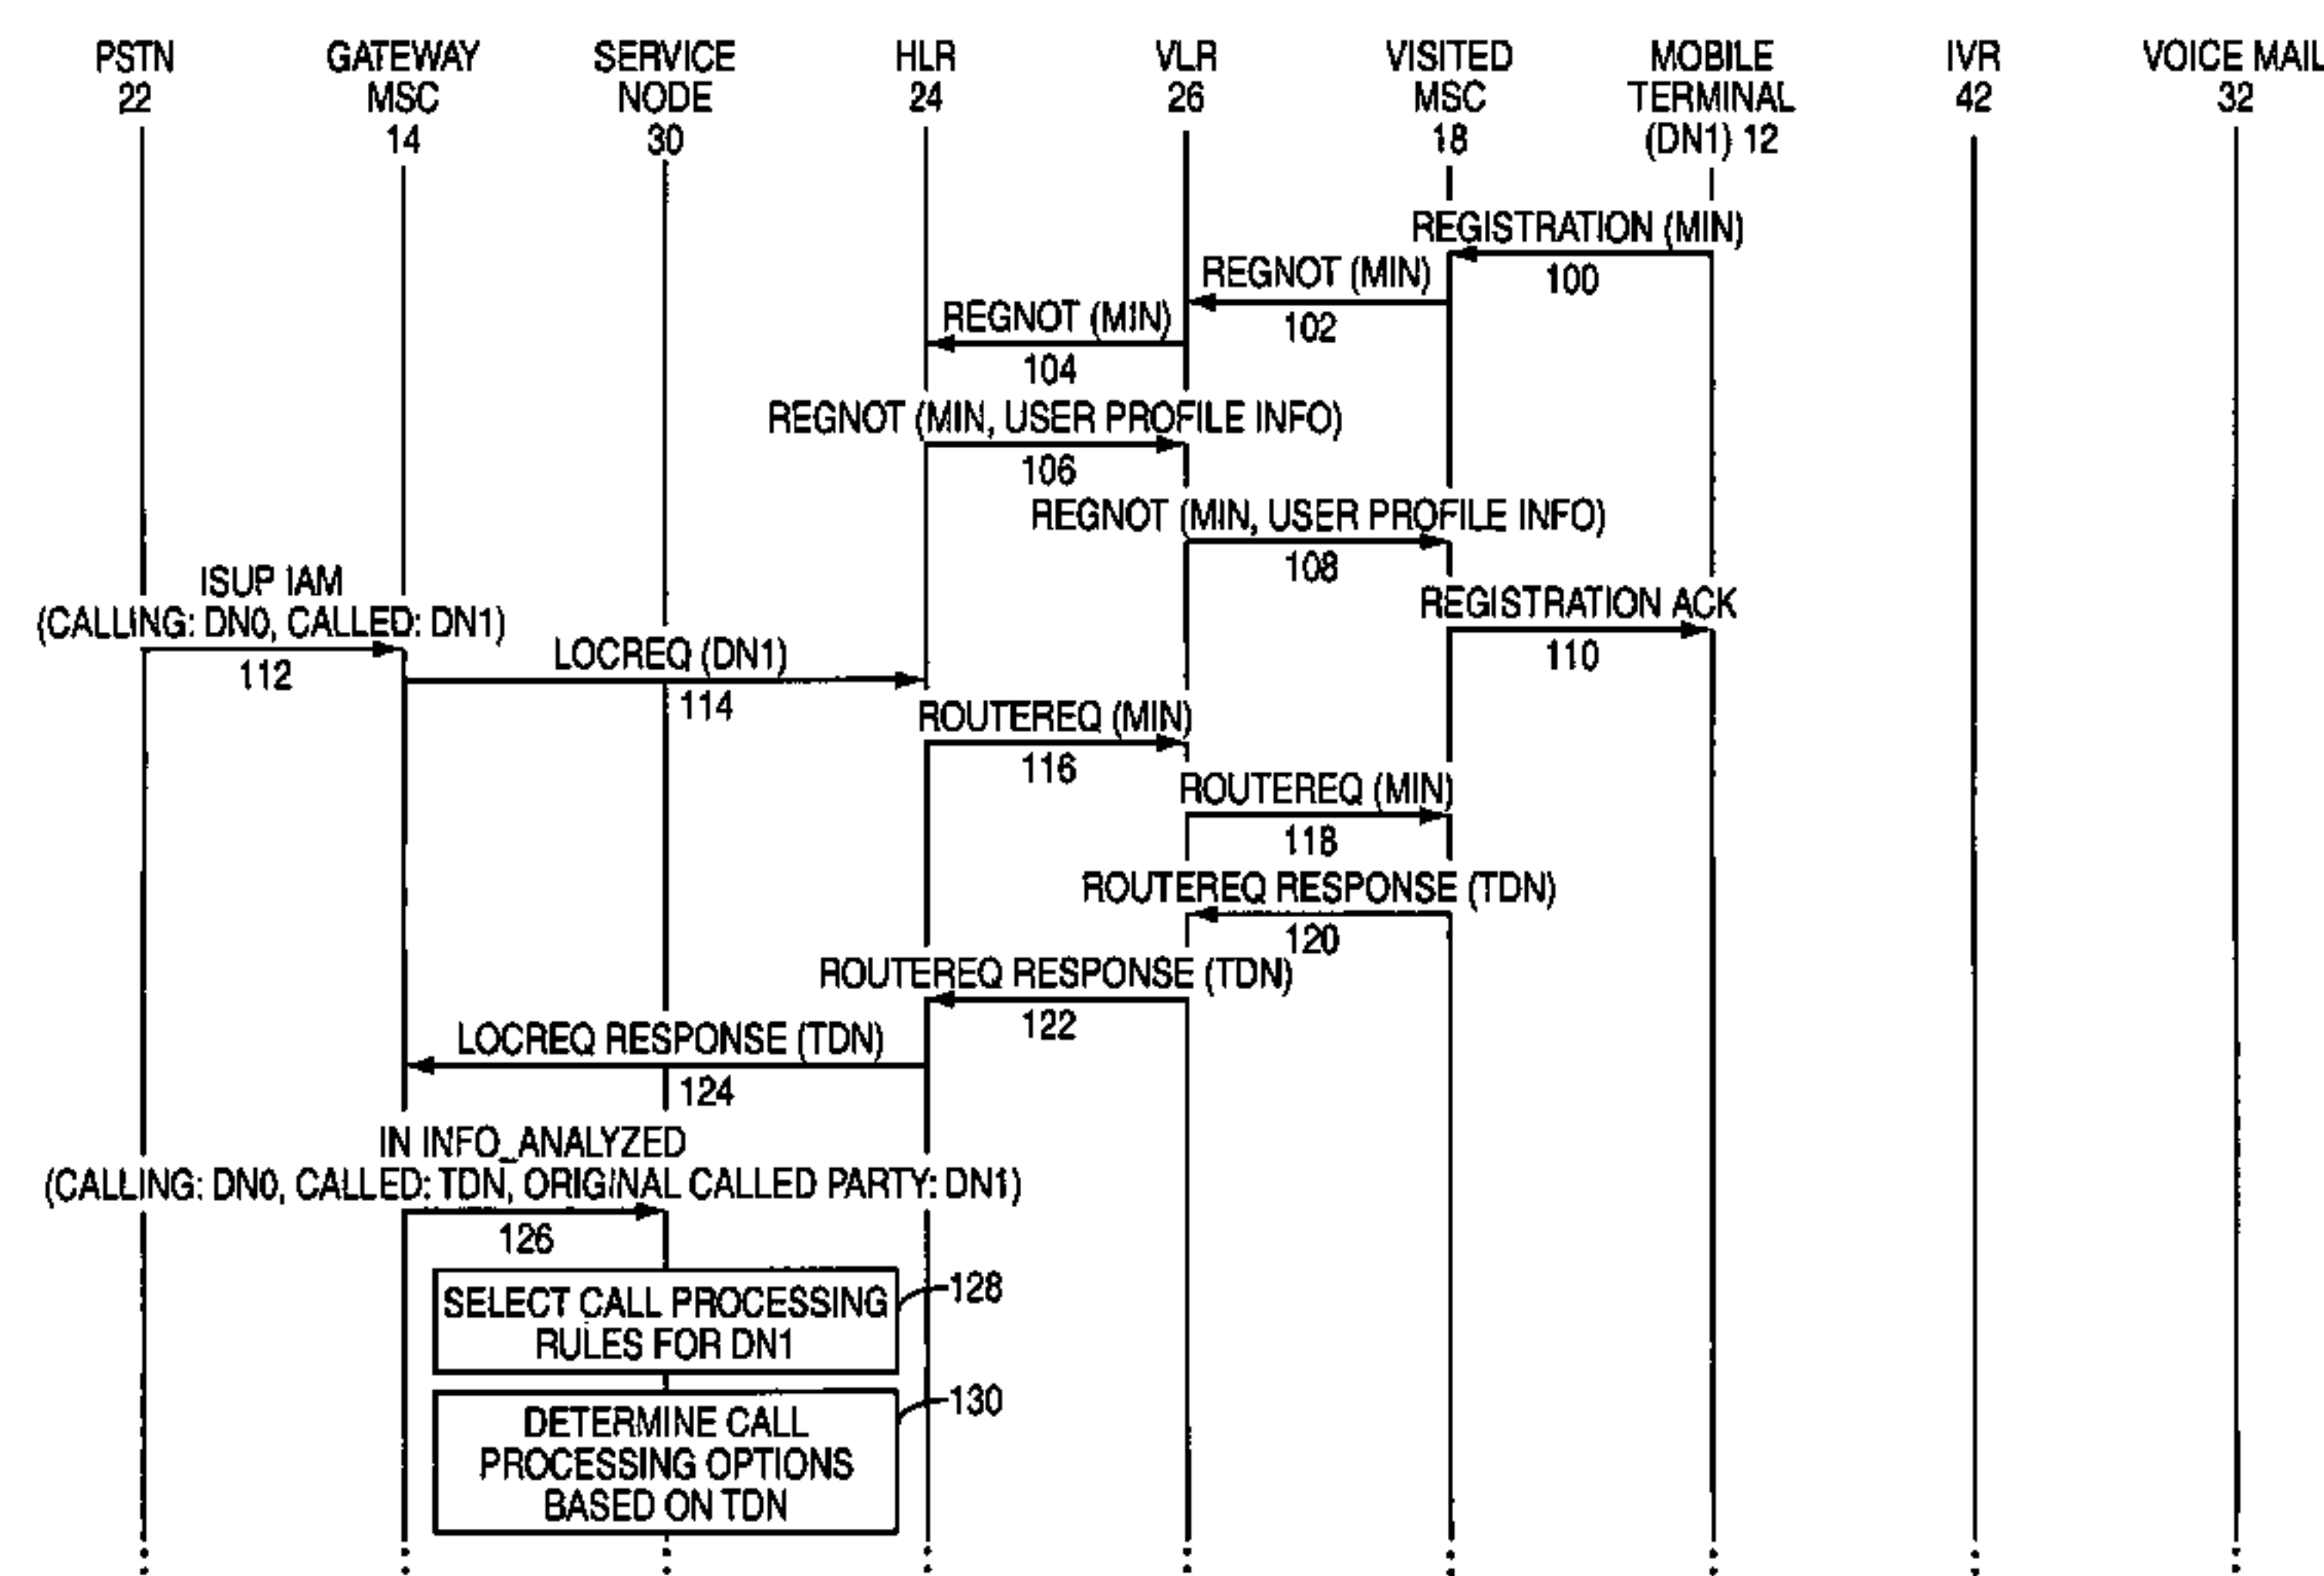 PSTN
22
GATEWAY
MSC
14
SERVICE
NODE
30
HLR
24
VLR
26
VISITED
MSC
18
MOBILE
TERMINAL
(DN1) 12
IVR
42
VOICE MAIL
32
REGISTRATION (MIN)
100
REGNOT (MIN)
102
REGNOT (MIN)
104
REGNOT (MIN, USER PROFILE INFO)
106
REGNOT (MIN, USER PROFILE INFO)
108
REGISTRATION ACK
110
ISUP IAM
(CALLING: DN0, CALLED: DN1)
112
LOCREQ (DN1)
114
ROUTEREQ (MIN)
116
ROUTEREQ (MIN)
118
ROUTEREQ RESPONSE (TDN)
120
ROUTEREQ RESPONSE (TDN)
122
LOCREQ RESPONSE (TDN)
124
IN INFO_ANALYZED
(CALLING: DN0, CALLED: TDN, ORIGINAL CALLED PARTY: DN1)
126
SELECT CALL PROCESSING
RULES FOR DN1
128
DETERMINE CALL
PROCESSING OPTIONS
BASED ON TDN
130